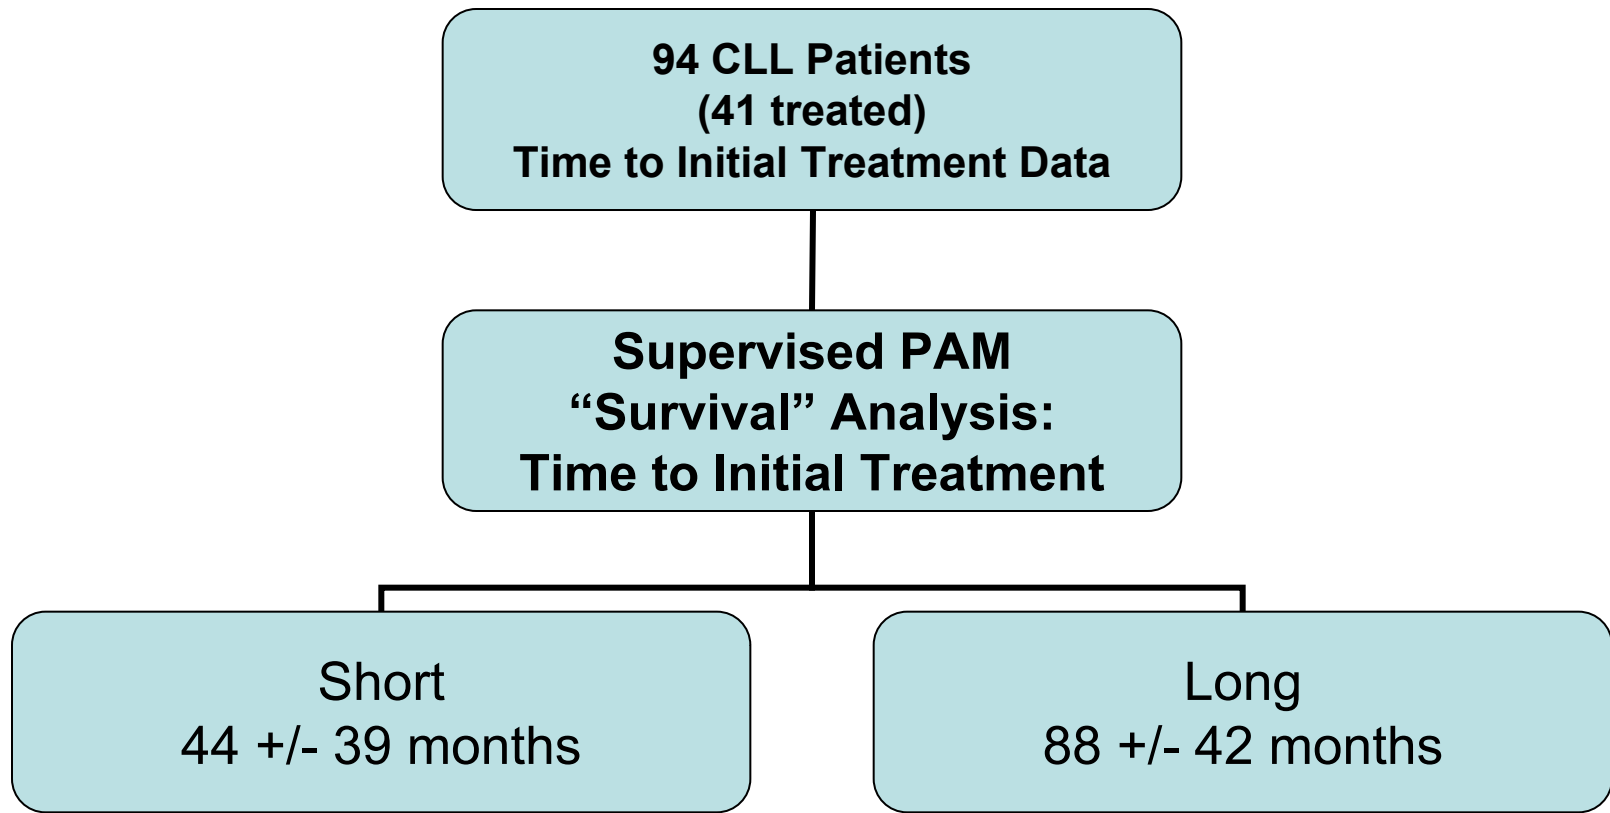 94 CLL Patients
(41 treated)
Time to Initial Treatment Data
Supervised PAM
“Survival” Analysis:
Time to Initial Treatment
Short
44 +/- 39 months
Long
88 +/- 42 months